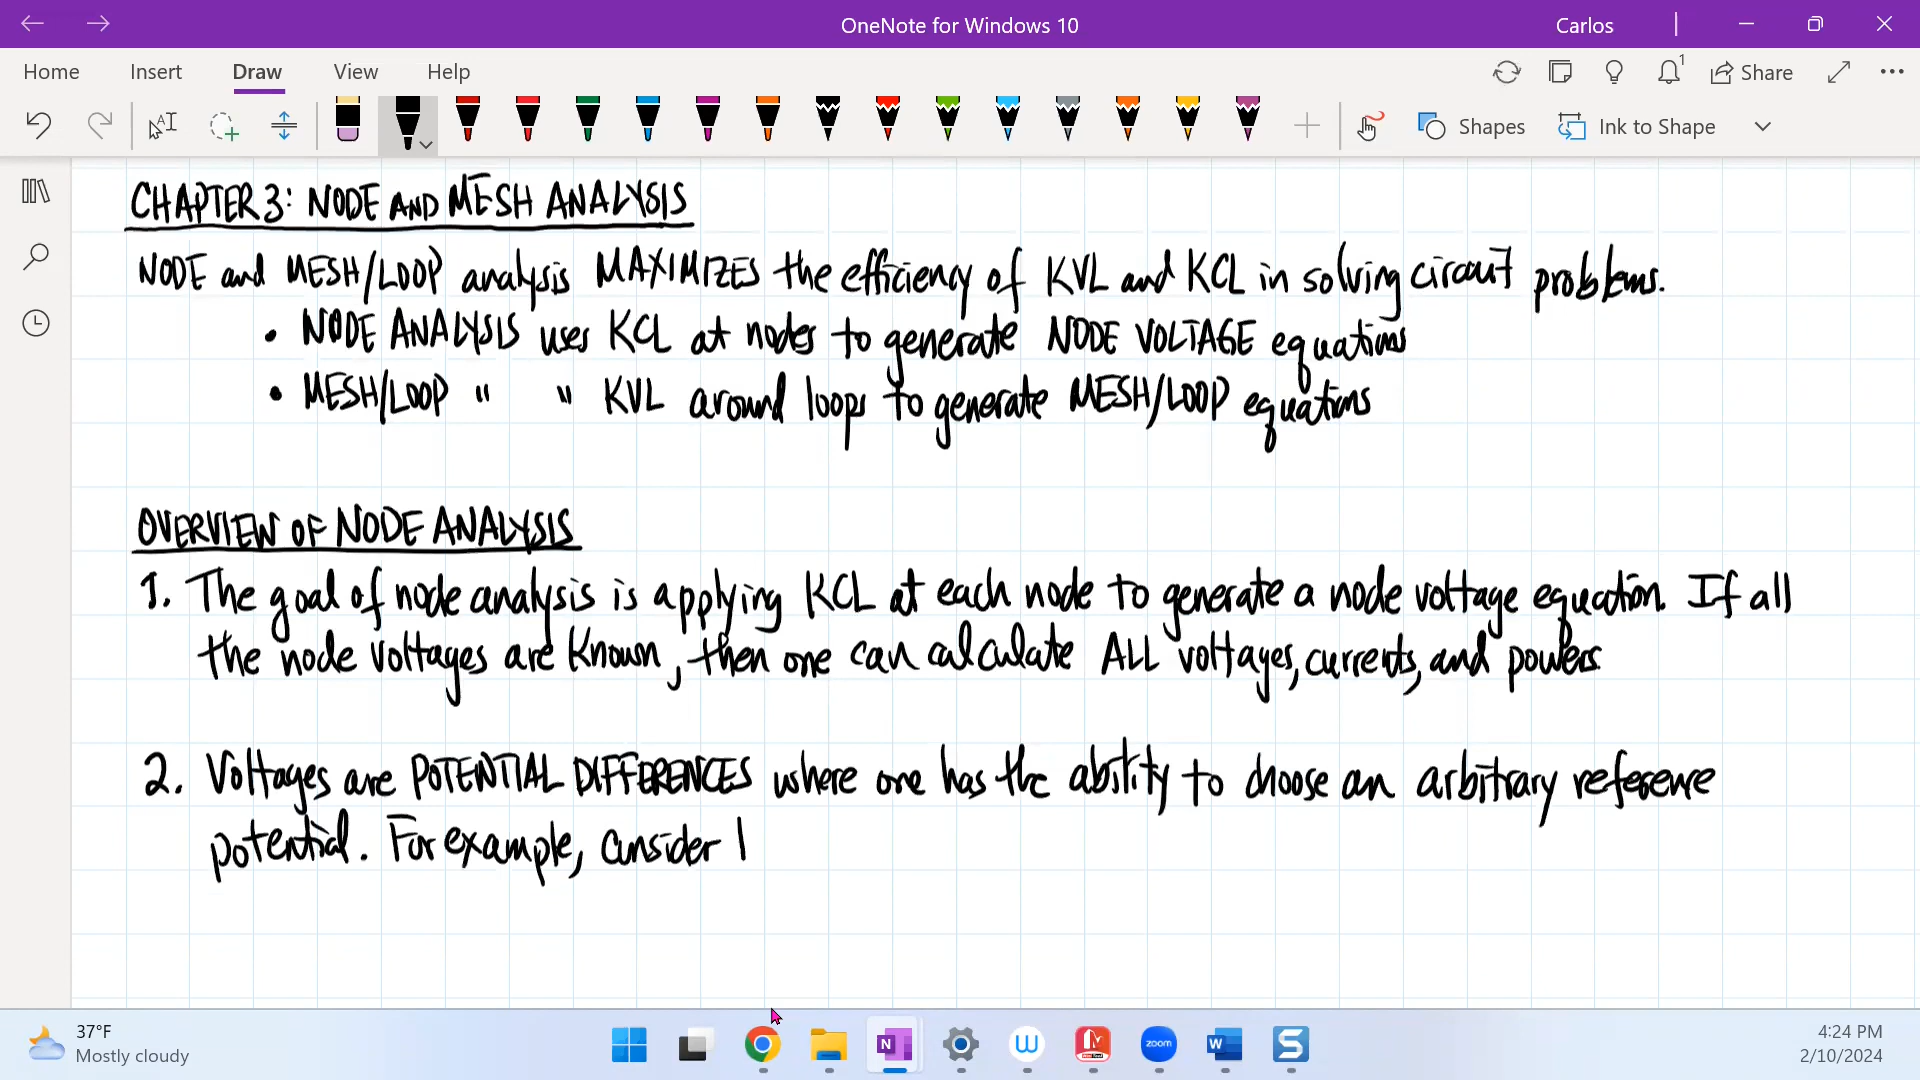 OneNote for Windows 10
Carlos
Home Insert Draw View Help
1 Share
Shapes Ink to Shape
CHAPTER 3: NODE AND MESH ANALYSIS
NODE and MESH/LOOP analysis MAXIMIZES the efficiency of KVL and KCL in solving circuit problems.
• NODE ANALYSIS uses KCL at nodes to generate NODE VOLTAGE equations
• MESH/LOOP " " KVL around loops to generate MESH/LOOP equations
OVERVIEW OF NODE ANALYSIS
1. The goal of node analysis is applying KCL at each node to generate a node voltage equation. If all
the node voltages are known, then one can calculate ALL voltages, currents, and powers
2. Voltages are POTENTIAL DIFFERENCES where one has the ability to choose an arbitrary reference
potential. For example, consider l
37°F
Mostly cloudy
N
W
zoom
W
S
4:24 PM
2/10/2024